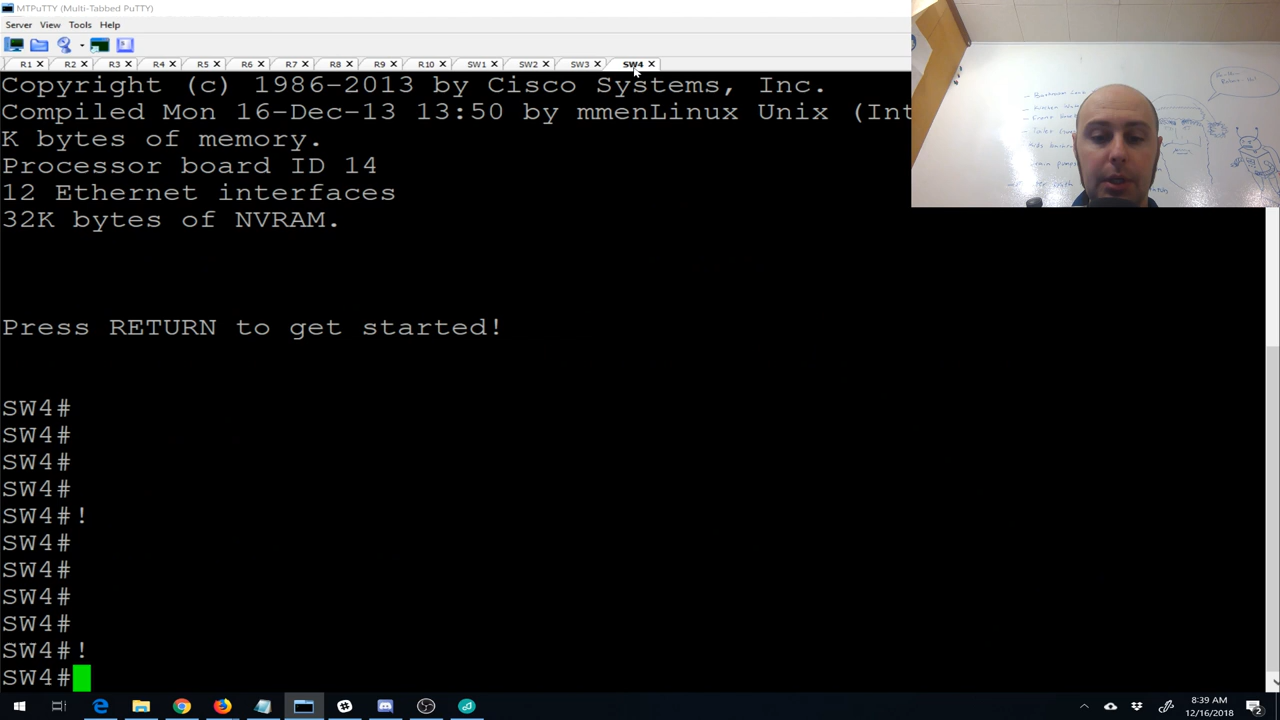 MTPuTTY (Multi-Tabbed PuTTY)
Server View Tools Help
R1 R2 R3 R4 R5 R6 R7 R8 R9 R10 SW1 SW2 SW3 SW4
Copyright (c) 1986-2013 by Cisco Systems, Inc.
Compiled Mon 16-Dec-13 13:50 by mmenLinux Unix (Int
K bytes of memory.
Processor board ID 14
12 Ethernet interfaces
32K bytes of NVRAM.
Press RETURN to get started!
SW4#
SW4#
SW4#
SW4#
SW4#!
SW4#
SW4#
SW4#
SW4#
SW4#!
SW4#
8:39 AM
12/16/2018
2